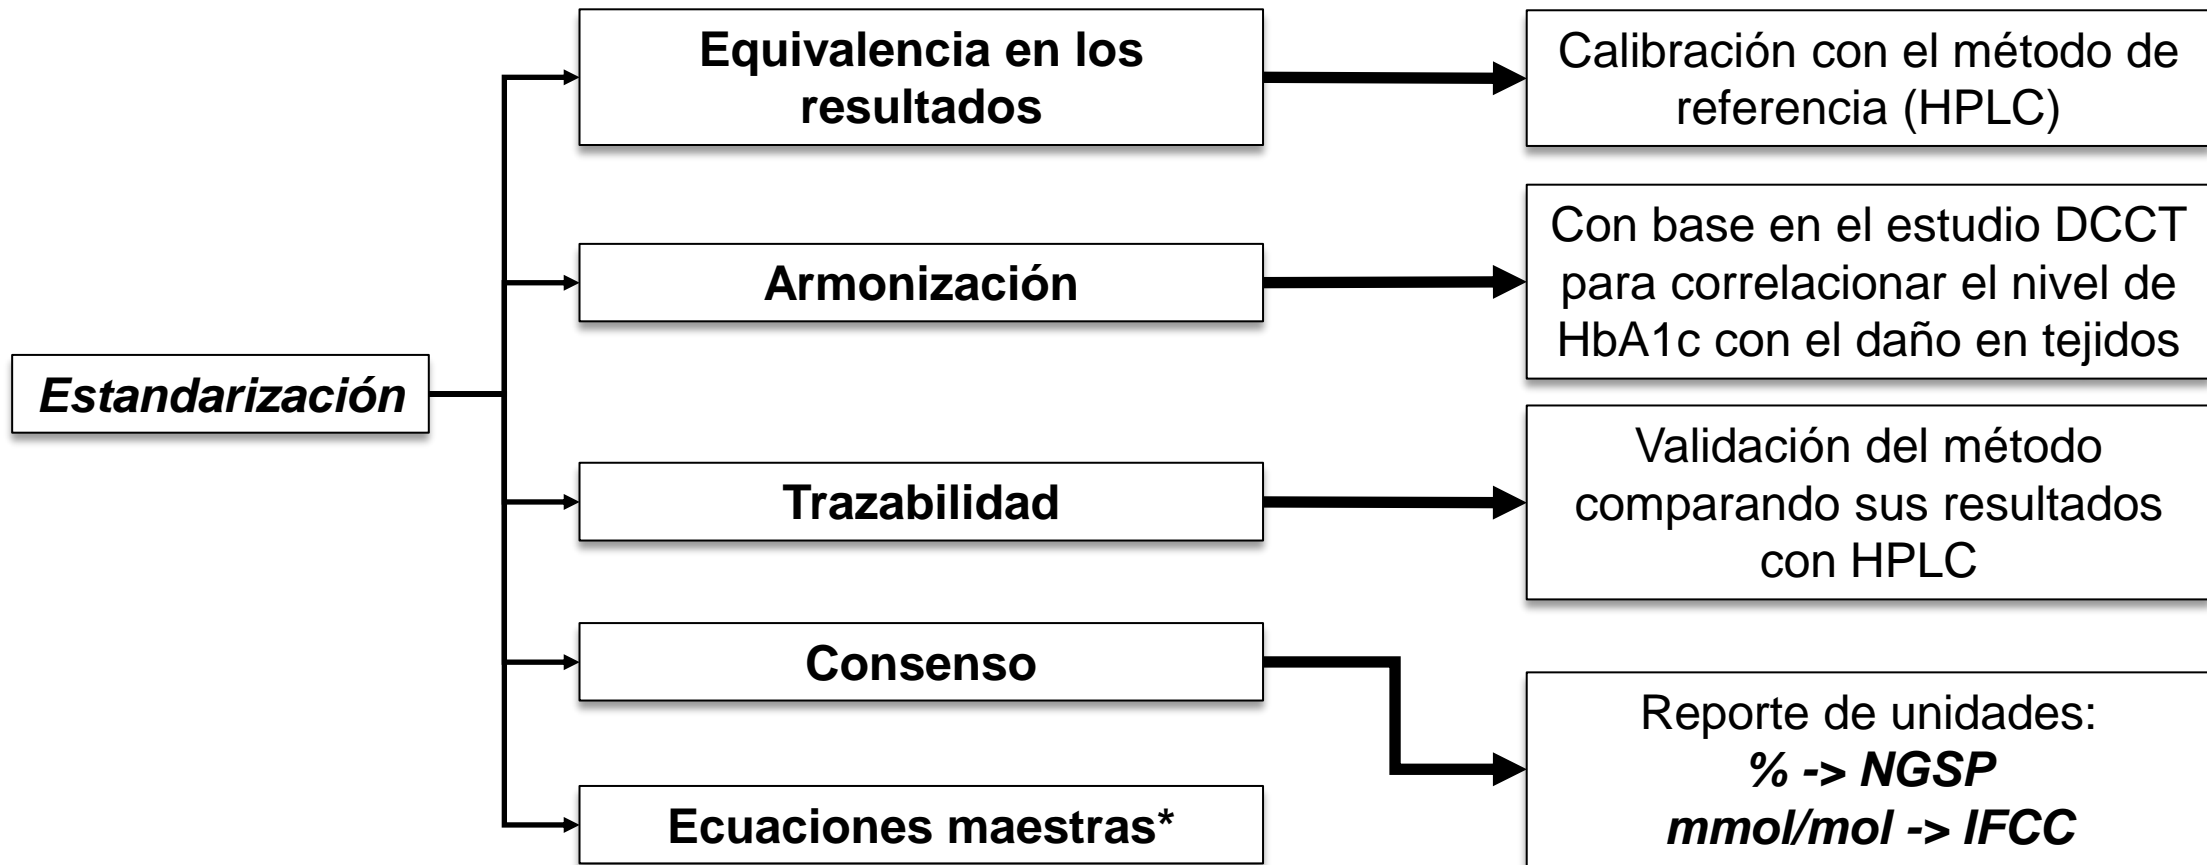 Estandarización
Equivalencia en los
resultados
Calibración con el método de
referencia (HPLC)
Armonización
Con base en el estudio DCCT
para correlacionar el nivel de
HbA1c con el daño en tejidos
Trazabilidad
Validación del método
comparando sus resultados
con HPLC
Consenso
Reporte de unidades:
% -> NGSP
mmol/mol -> IFCC
Ecuaciones maestras*